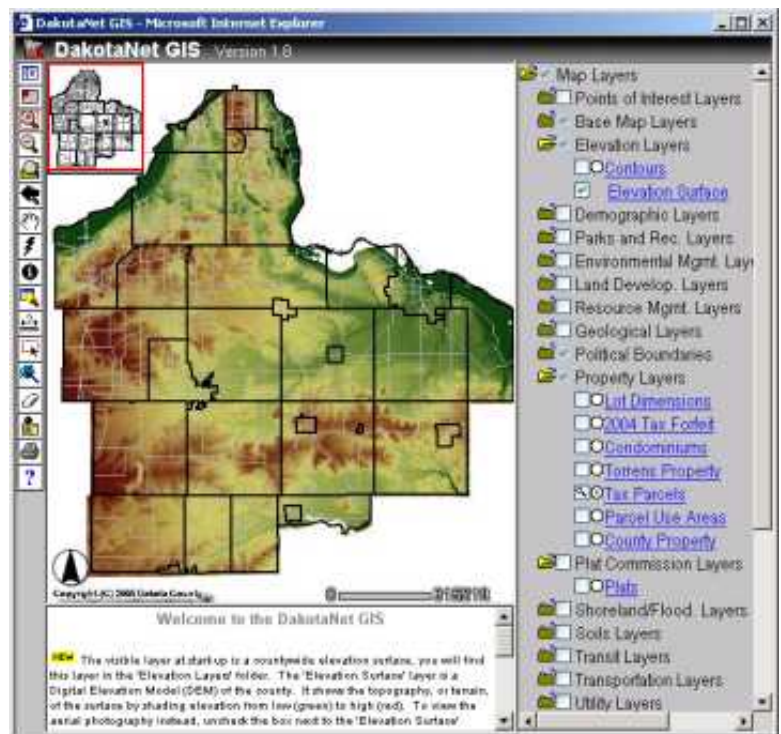 DakotaNet GIS - Microsoft Internet Explorer
DakotaNet GIS Version 1.8
Map Layers
Points of Interest Layers
Base Map Layers
Elevation Layers
Contours
Elevation Surface
Demographic Layers
Parks and Rec. Layers
Environmental Mgmt. Lay
Land Develop. Layers
Resource Mgmt. Layers
Geological Layers
Political Boundaries
Property Layers
Lot Dimensions
2004 Tax Forfeit
Condominiums
Torrens Property
Tax Parcels
Parcel Use Areas
County Property
Plat Commission Layers
Plats
Shoreland/Flood. Layers
Soils Layers
Transit Layers
Transportation Layers
Utility Layers
Copyright (C) Dakota County
0
Welcome to the DakotaNet GIS
NEW The visible layer at start-up is a countywide elevation surface, you will find
this layer in the 'Elevation Layers' folder. The 'Elevation Surface' layer is a
Digital Elevation Model (DEM) of the county. It shows the topography, or terrain,
of the surface by shading elevation from low (green) to high (red). To view the
aerial photography instead, uncheck the box next to the 'Elevation Surface'